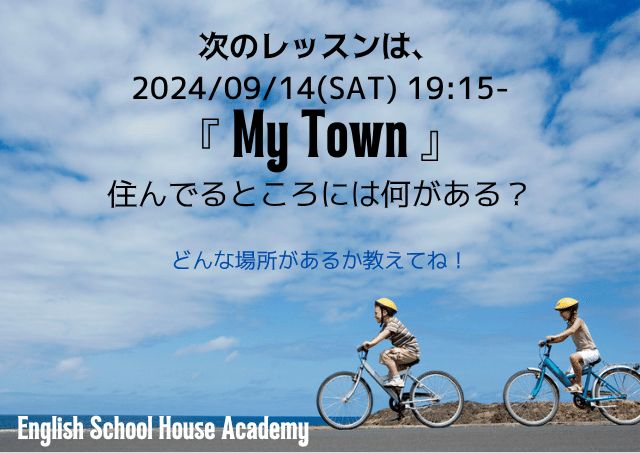 次のレッスンは、
2024/09/14(SAT) 19:15-
『 My Town 』
住んでるところには何がある？
どんな場所があるか教えてね！
English School House Academy